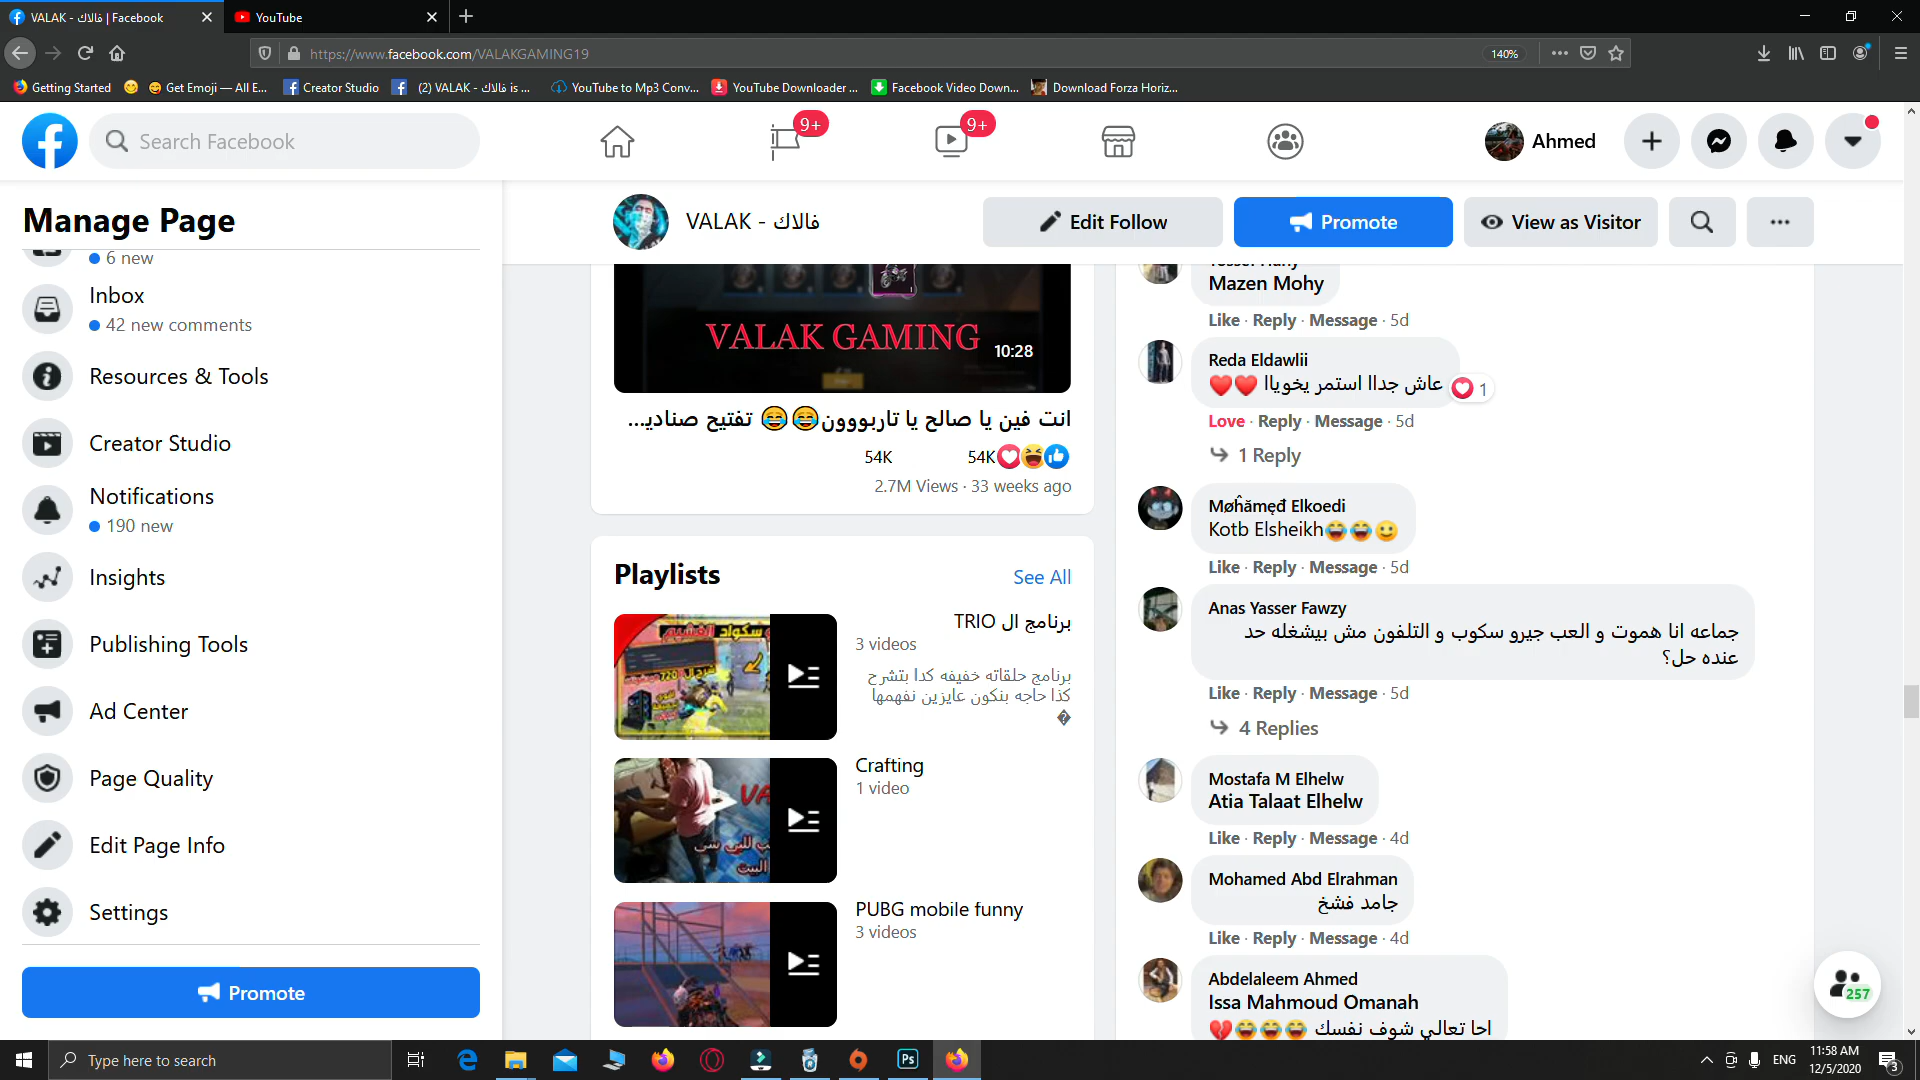 VALAK - فالاك | Facebook
YouTube
https://www.facebook.com/VALAKGAMING19
140%
Getting Started
Get Emoji — All E...
Creator Studio
(2) VALAK - فالاك is ...
YouTube to Mp3 Conv...
YouTube Downloader ...
Facebook Video Down...
Download Forza Horiz...
Search Facebook
9+
9+
Ahmed
Manage Page
6 new
Inbox
42 new comments
Resources & Tools
Creator Studio
Notifications
190 new
Insights
Publishing Tools
Ad Center
Page Quality
Edit Page Info
Settings
Promote
VALAK - فالاك
Edit Follow
Promote
View as Visitor
VALAK GAMING
10:28
انت فين يا صالح يا تاربووون😂😂 تفتيح صناديـ...
54K
54K
2.7M Views · 33 weeks ago
Playlists
See All
برنامج ال TRIO
3 videos
برنامج حلقاته خفيفه كدا بتشرح
كذا حاجه بنكون عايزين نفهمها
�
Crafting
1 video
PUBG mobile funny
3 videos
Mazen Mohy
Like · Reply · Message · 5d
Reda Eldawlii
عاش جداا استمر يخوياا ♥♥
1
Love · Reply · Message · 5d
1 Reply
Møĥămęđ Elkoedi
Kotb Elsheikh😂😂🙂
Like · Reply · Message · 5d
Anas Yasser Fawzy
جماعه انا هموت و العب جيرو سكوب و التلفون مش بيشغله حد
عنده حل؟
Like · Reply · Message · 5d
4 Replies
Mostafa M Elhelw
Atia Talaat Elhelw
Like · Reply · Message · 4d
Mohamed Abd Elrahman
جامد فشخ
Like · Reply · Message · 4d
Abdelaleem Ahmed
Issa Mahmoud Omanah
احا تعالي شوف نفسك 😂😂😂💔
257
Type here to search
Ps
ENG
11:58 AM
12/5/2020
3